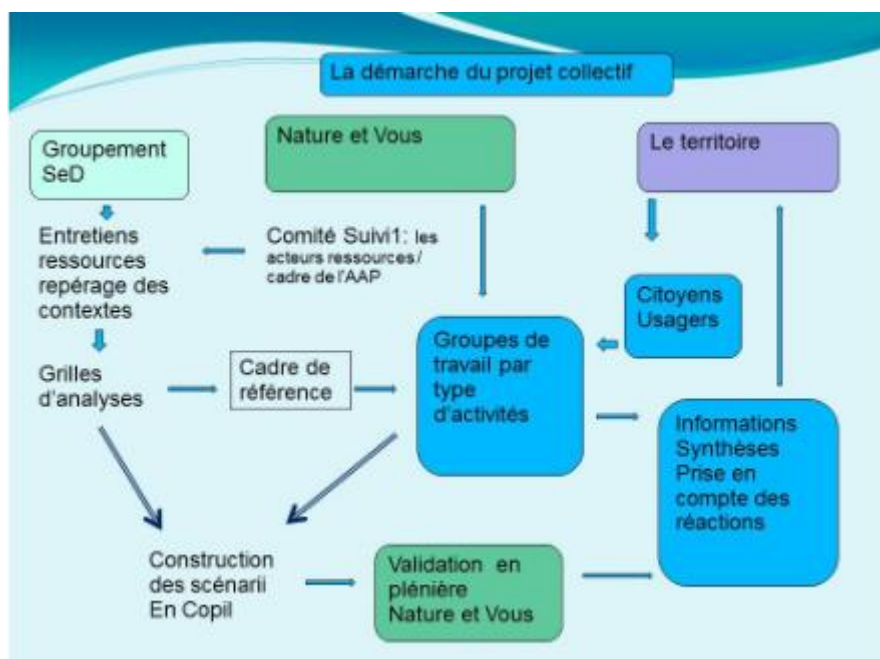 La démarche du projet collectif
Groupement
SeD
Nature et Vous
Le territoire
Entretiens
ressources
repérage des
contextes
Comité Suivi1: les
acteurs ressources/
cadre de l'AAP
Citoyens
Usagers
Grilles
d'analyses
Cadre de
référence
Groupes de
travail par
type
d'activités
Informations
Synthèses
Prise en
compte des
réactions
Construction
des scénarii
En Copil
Validation en
plénière
Nature et Vous